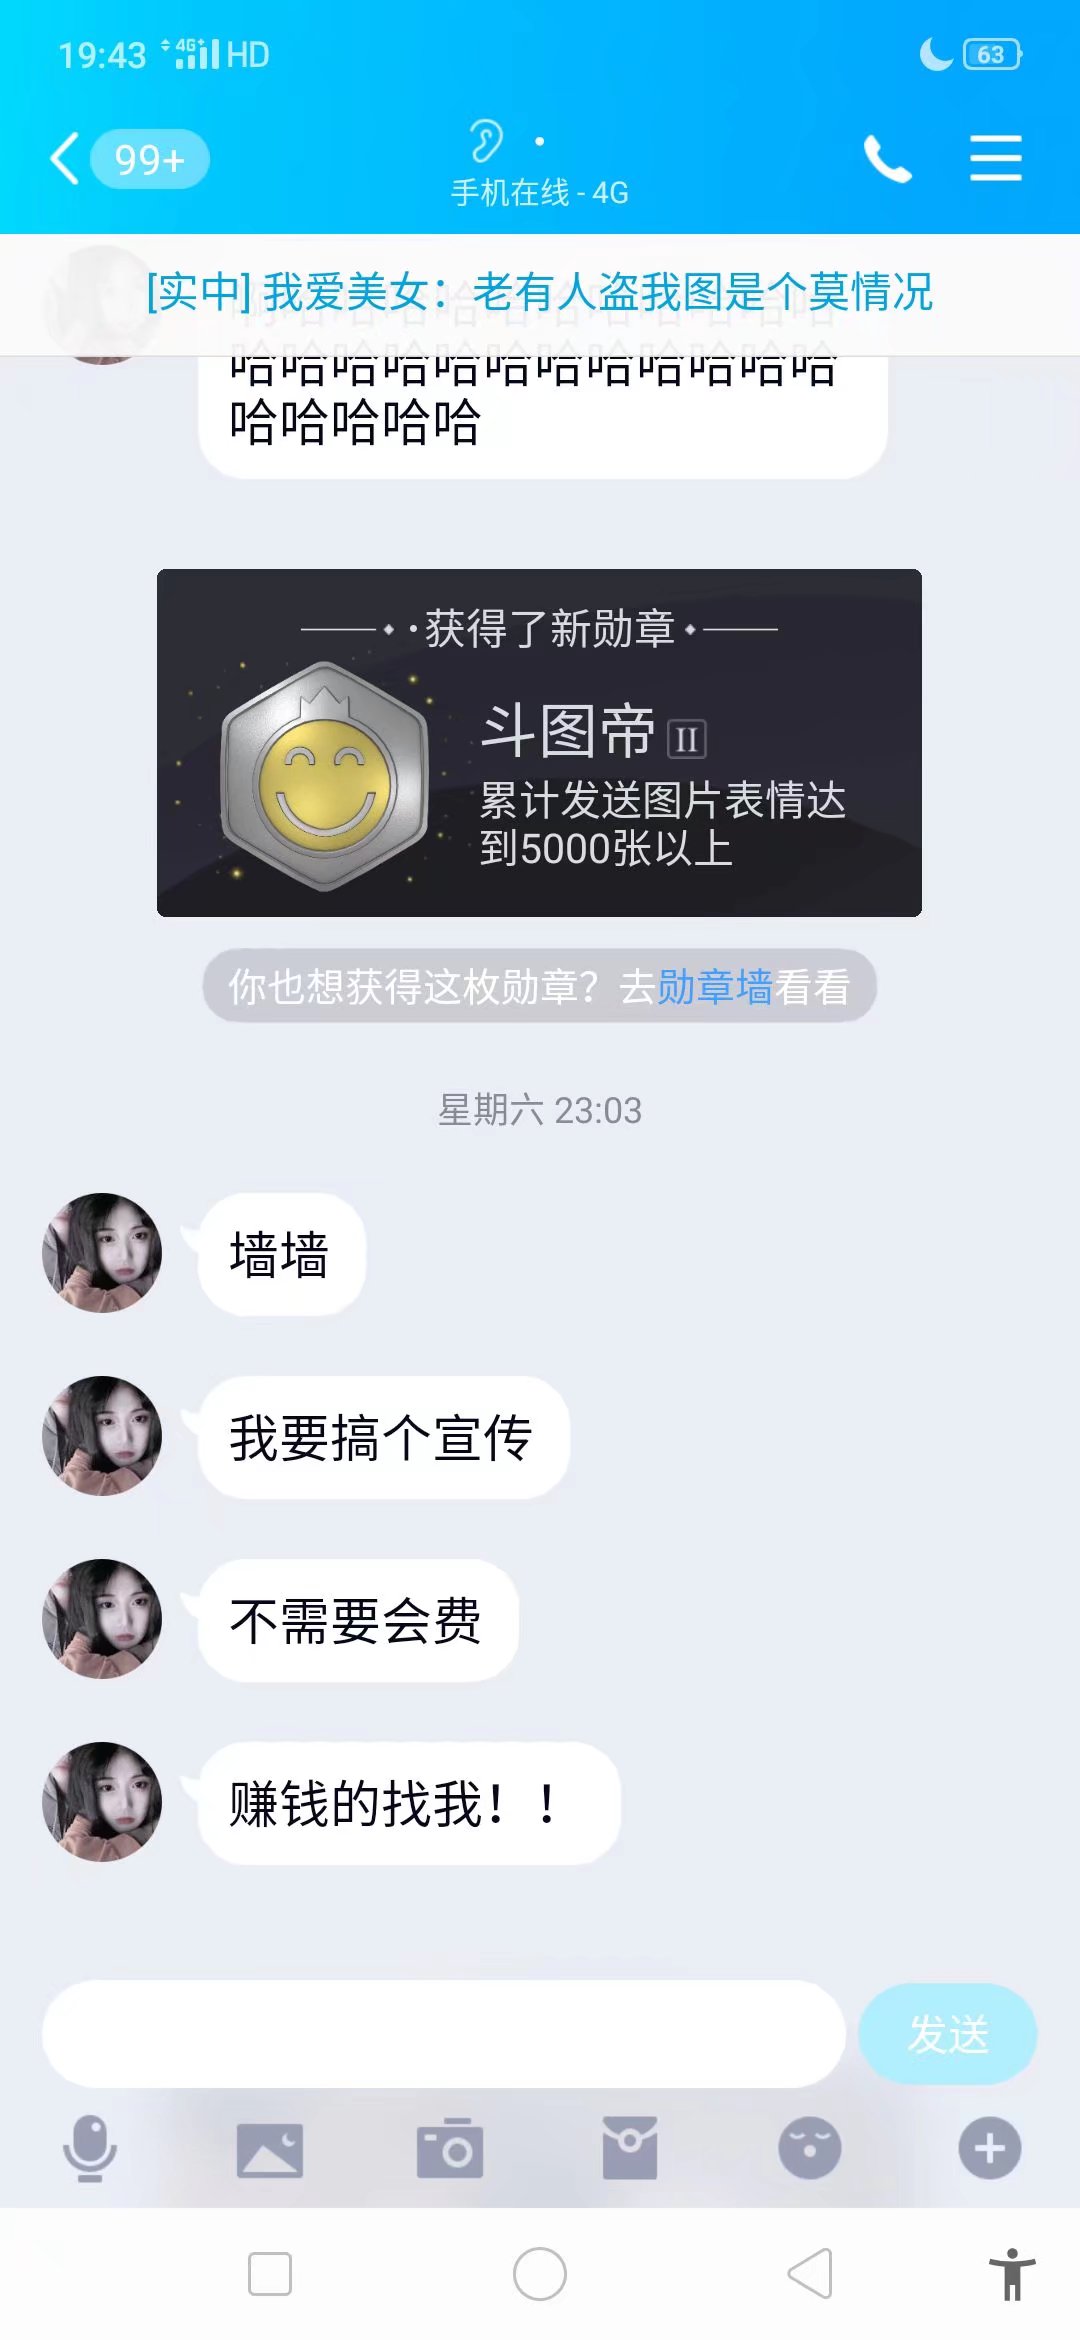 19:43 4G+ HD 63
99+
手机在线 - 4G
[实中] 我爱美女：老有人盗我图是个莫情况
哈哈哈哈哈哈哈哈哈哈哈哈
哈哈哈哈哈
获得了新勋章
斗图帝 II
累计发送图片表情达
到5000张以上
你也想获得这枚勋章？去勋章墙看看
星期六 23:03
墙墙
我要搞个宣传
不需要会费
赚钱的找我！！
发送